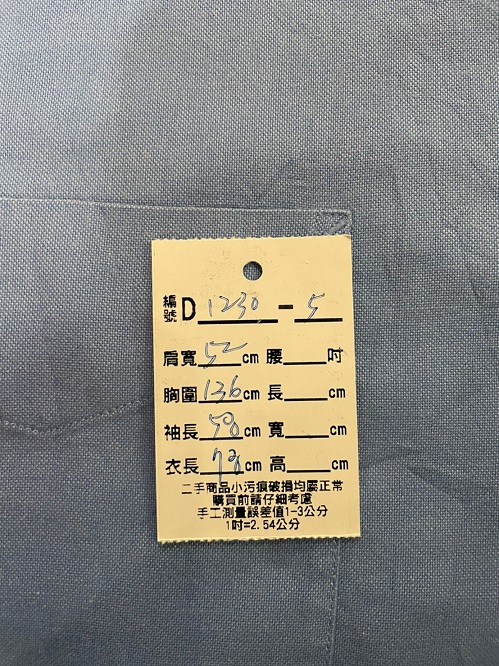 編號 D 1230 - 5
肩寬 52 cm 腰 吋
胸圍 136 cm 長 cm
袖長 58 cm 寬 cm
衣長 78 cm 高 cm
二手商品小污痕破損均屬正常
購買前請仔細考慮
手工測量誤差值1-3公分
1吋=2.54公分